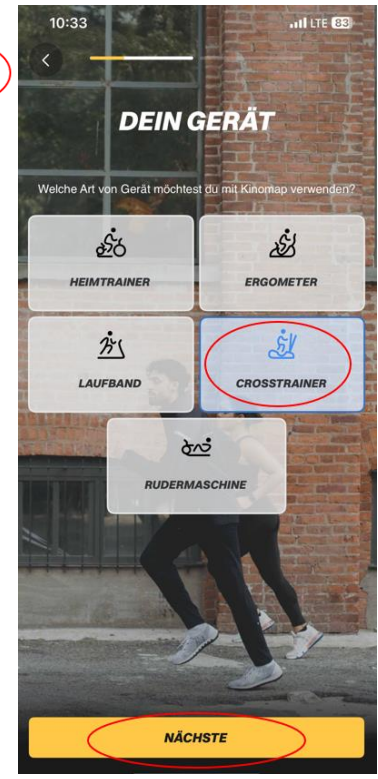 10:33 LTE 83
DEIN GERÄT
Welche Art von Gerät möchtest du mit Kinomap verwenden?
HEIMTRAINER ERGOMETER
LAUFBAND CROSSTRAINER
RUDERMASCHINE
NÄCHSTE